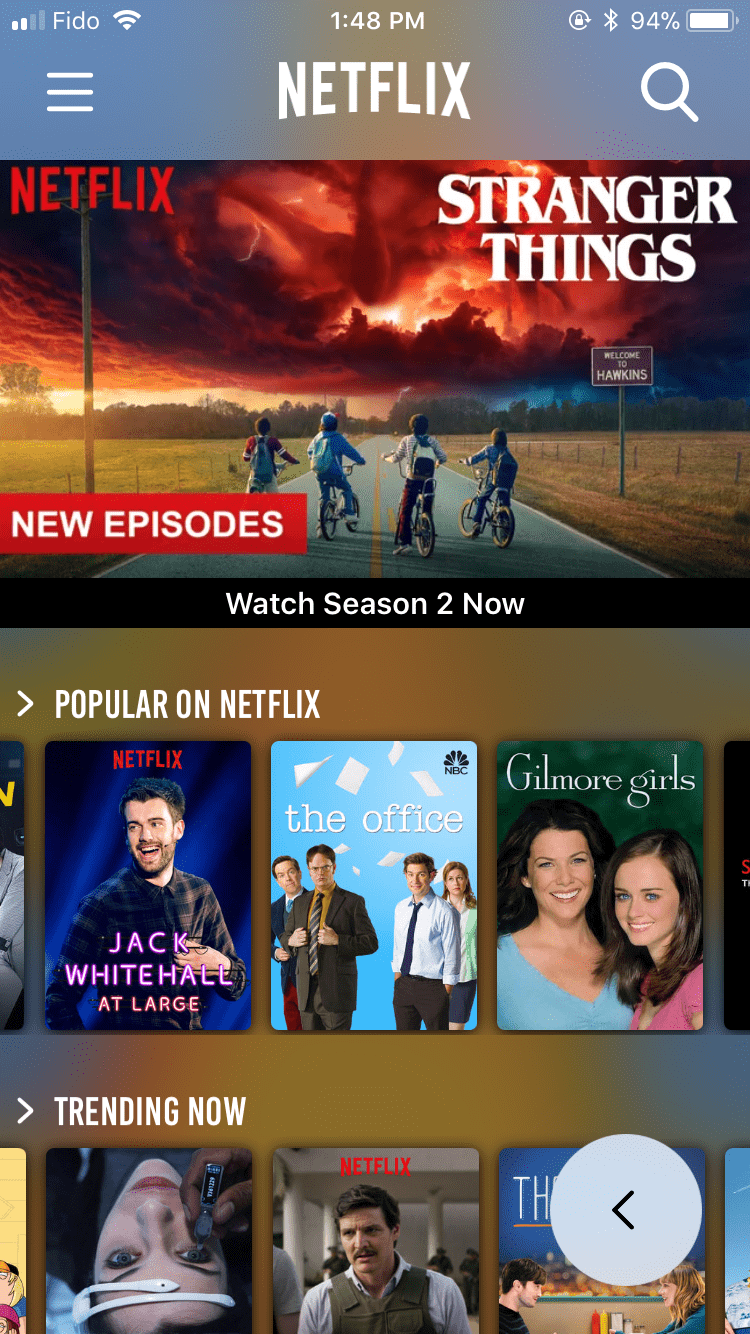 Fido 1:48 PM 94%
NETFLIX
NETFLIX
STRANGER
THINGS
WELCOME
TO
HAWKINS
NEW EPISODES
Watch Season 2 Now
POPULAR ON NETFLIX
NETFLIX
JACK
WHITEHALL
AT LARGE
NBC
the office
Gilmore girls
TRENDING NOW
NETFLIX
TH